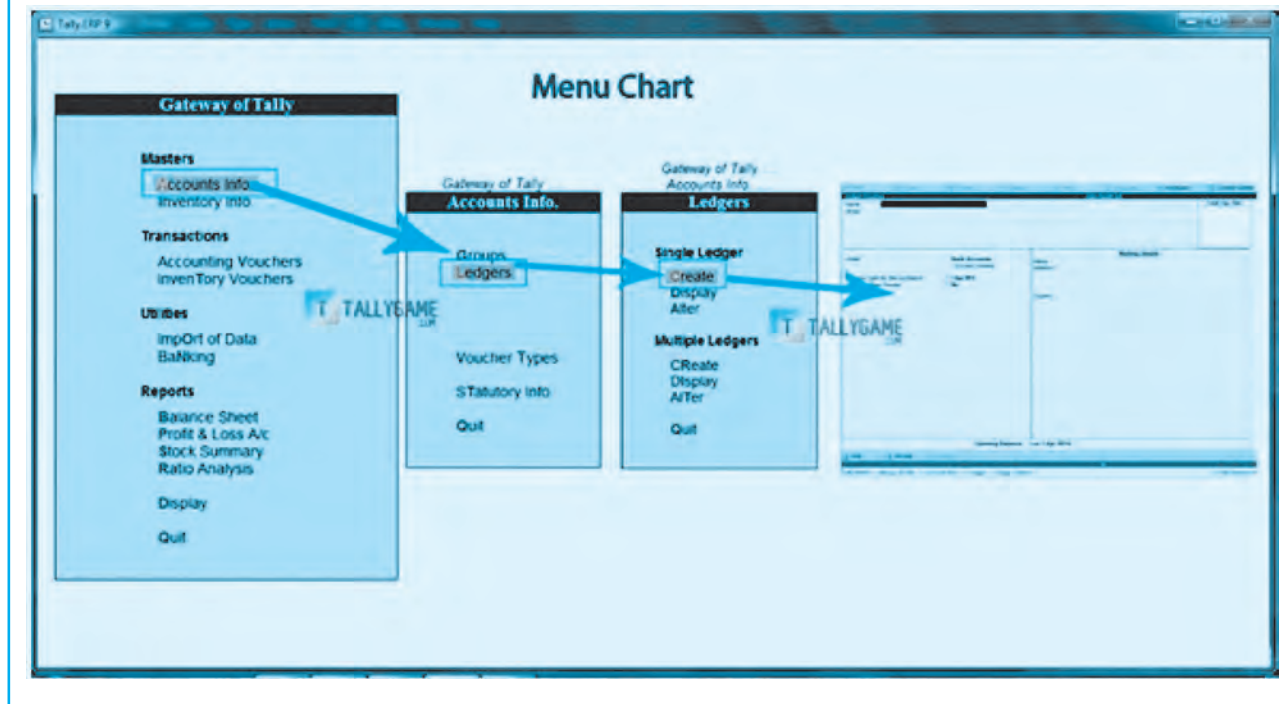 Tally.ERP 9
Menu Chart
Gateway of Tally
Masters
Accounts Info.
Inventory Info
Transactions
Accounting Vouchers
InvenTory Vouchers
Utilities
ImpOrt of Data
BaNking
Reports
Balance Sheet
Profit & Loss A/c
Stock Summary
Ratio Analysis
Display
Quit
Gateway of Tally
Accounts Info.
Groups
Ledgers
Voucher Types
STatutory Info
Quit
Gateway of Tally ...
Accounts Info
Ledgers
Single Ledger
Create
Display
Alter
Multiple Ledgers
CReate
DIsplay
AlTer
Quit
T TALLYGAME
.COM
T TALLYGAME
.COM